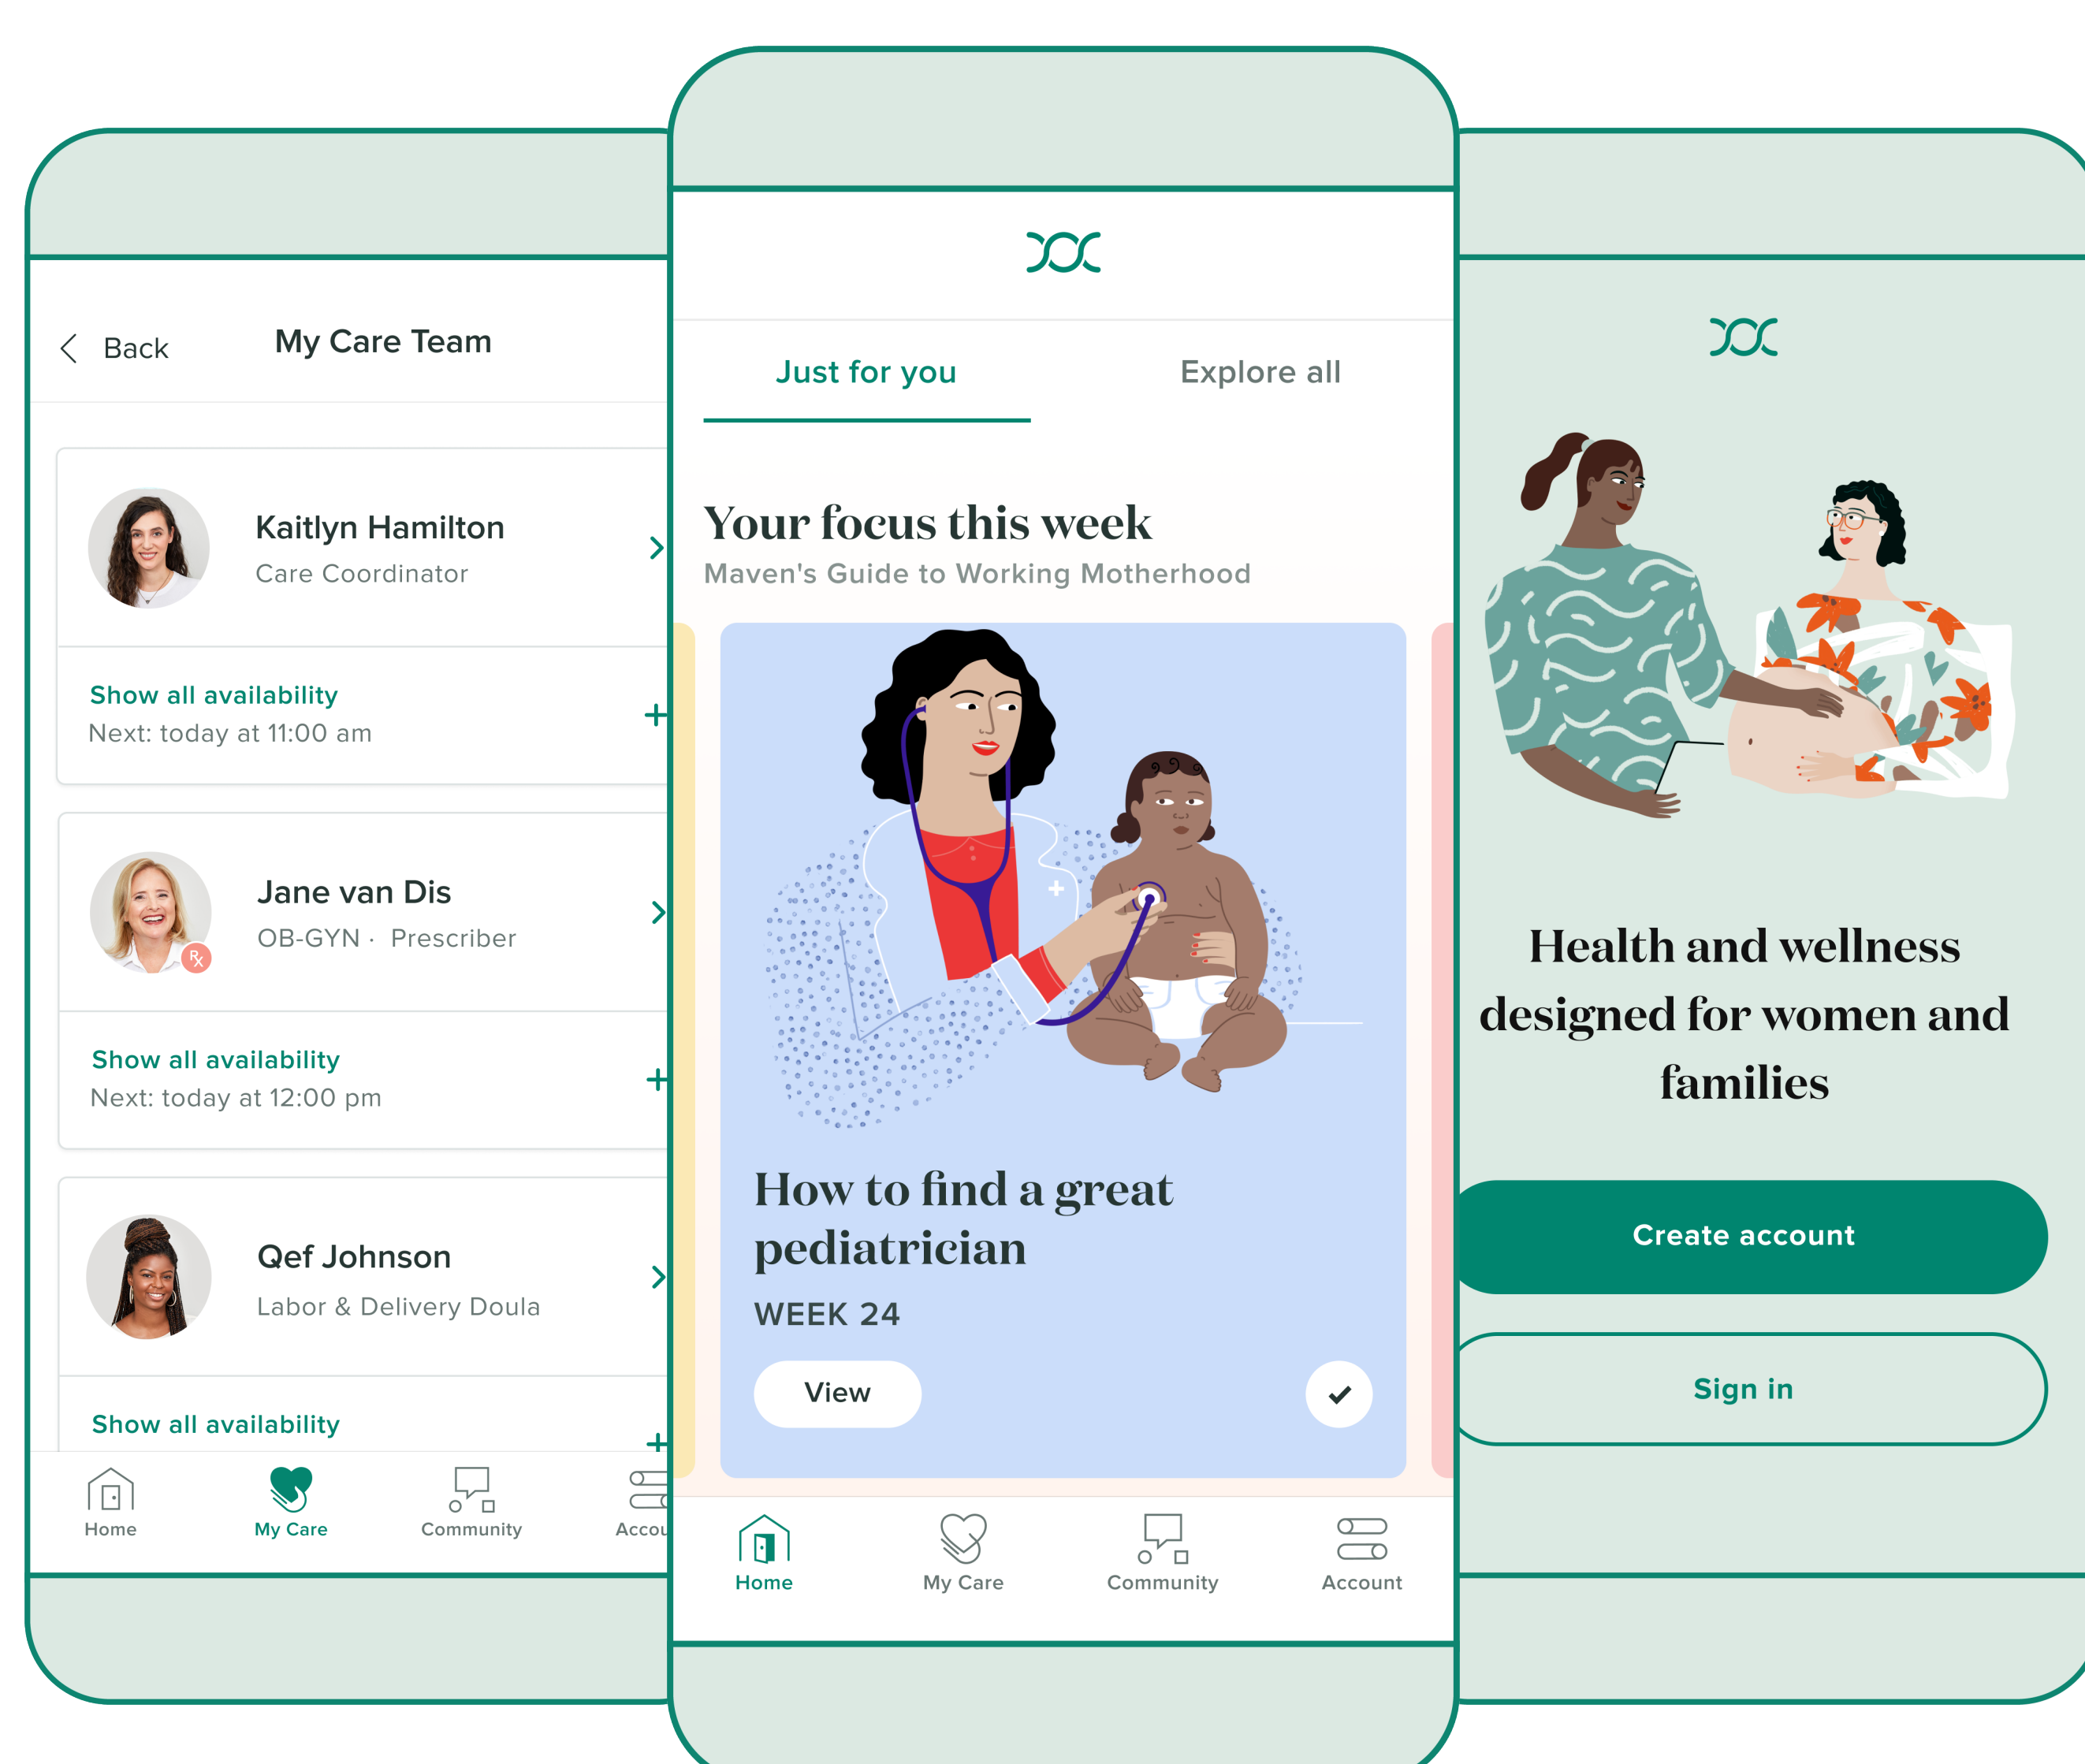 Back
My Care Team
Kaitlyn Hamilton
Care Coordinator
Show all availability
Next: today at 11:00 am
Jane van Dis
OB-GYN · Prescriber
Rx
Show all availability
Next: today at 12:00 pm
Qef Johnson
Labor & Delivery Doula
Show all availability
Home
My Care
Community
Accou
Just for you
Explore all
Your focus this week
Maven's Guide to Working Motherhood
How to find a great
pediatrician
WEEK 24
View
Home
My Care
Community
Account
Health and wellness
designed for women and
families
Create account
Sign in